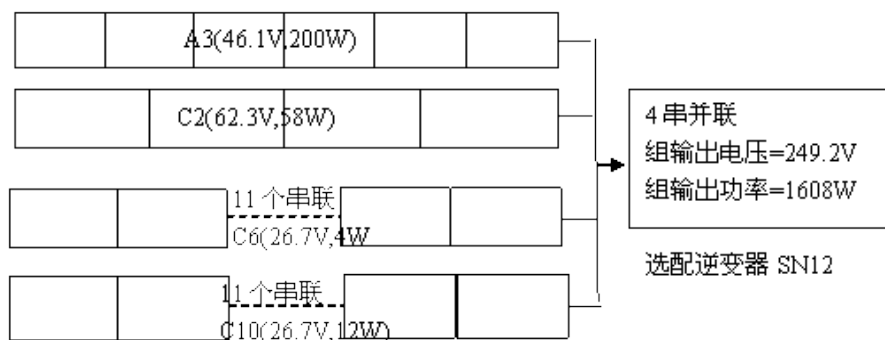 A3(46.1V,200W)
C2(62.3V,58W)
11 个串联
C6(26.7V,4W
11 个串联
C10(26.7V,12W)
4 串并联
组输出电压=249.2V
组输出功率=1608W
选配逆变器 SN12